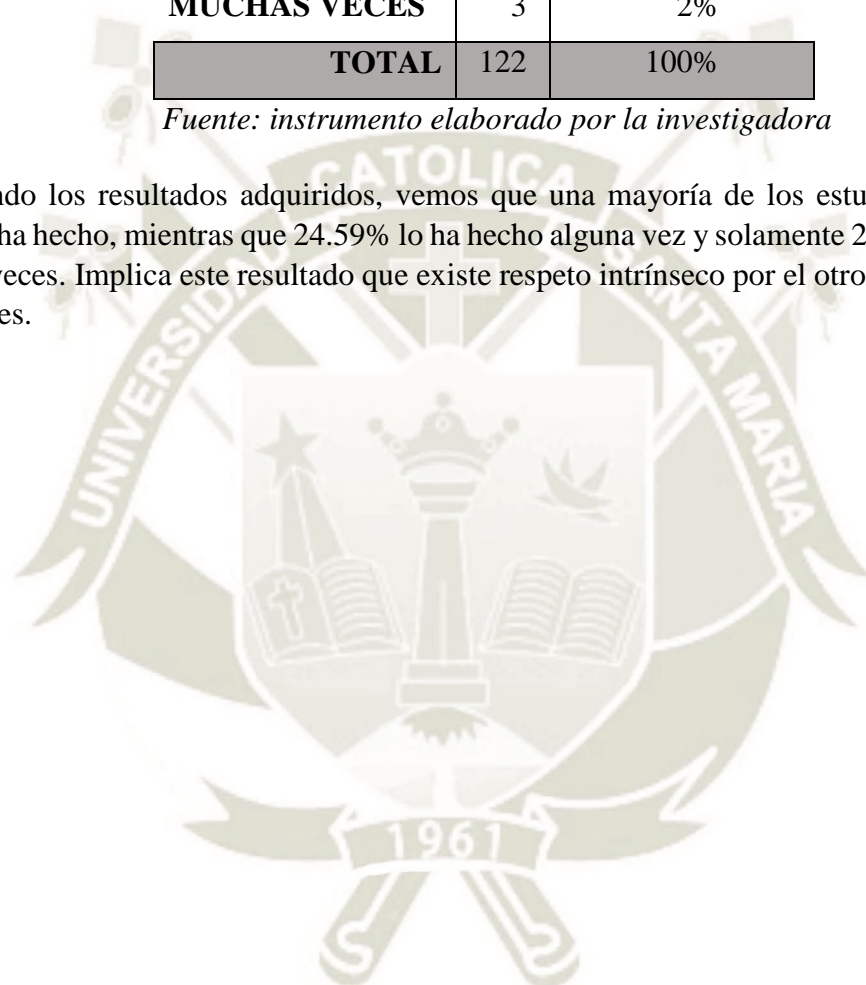 MUCHAS VECES 3 2%
TOTAL 122 100%
Fuente: instrumento elaborado por la investigadora
CATOLICA
ndo los resultados adquiridos, vemos que una mayoría de los estu
ha hecho, mientras que 24.59% lo ha hecho alguna vez y solamente 2
veces. Implica este resultado que existe respeto intrínseco por el otro
es.
UNIVERSIDAD
SANTA MARIA
1961